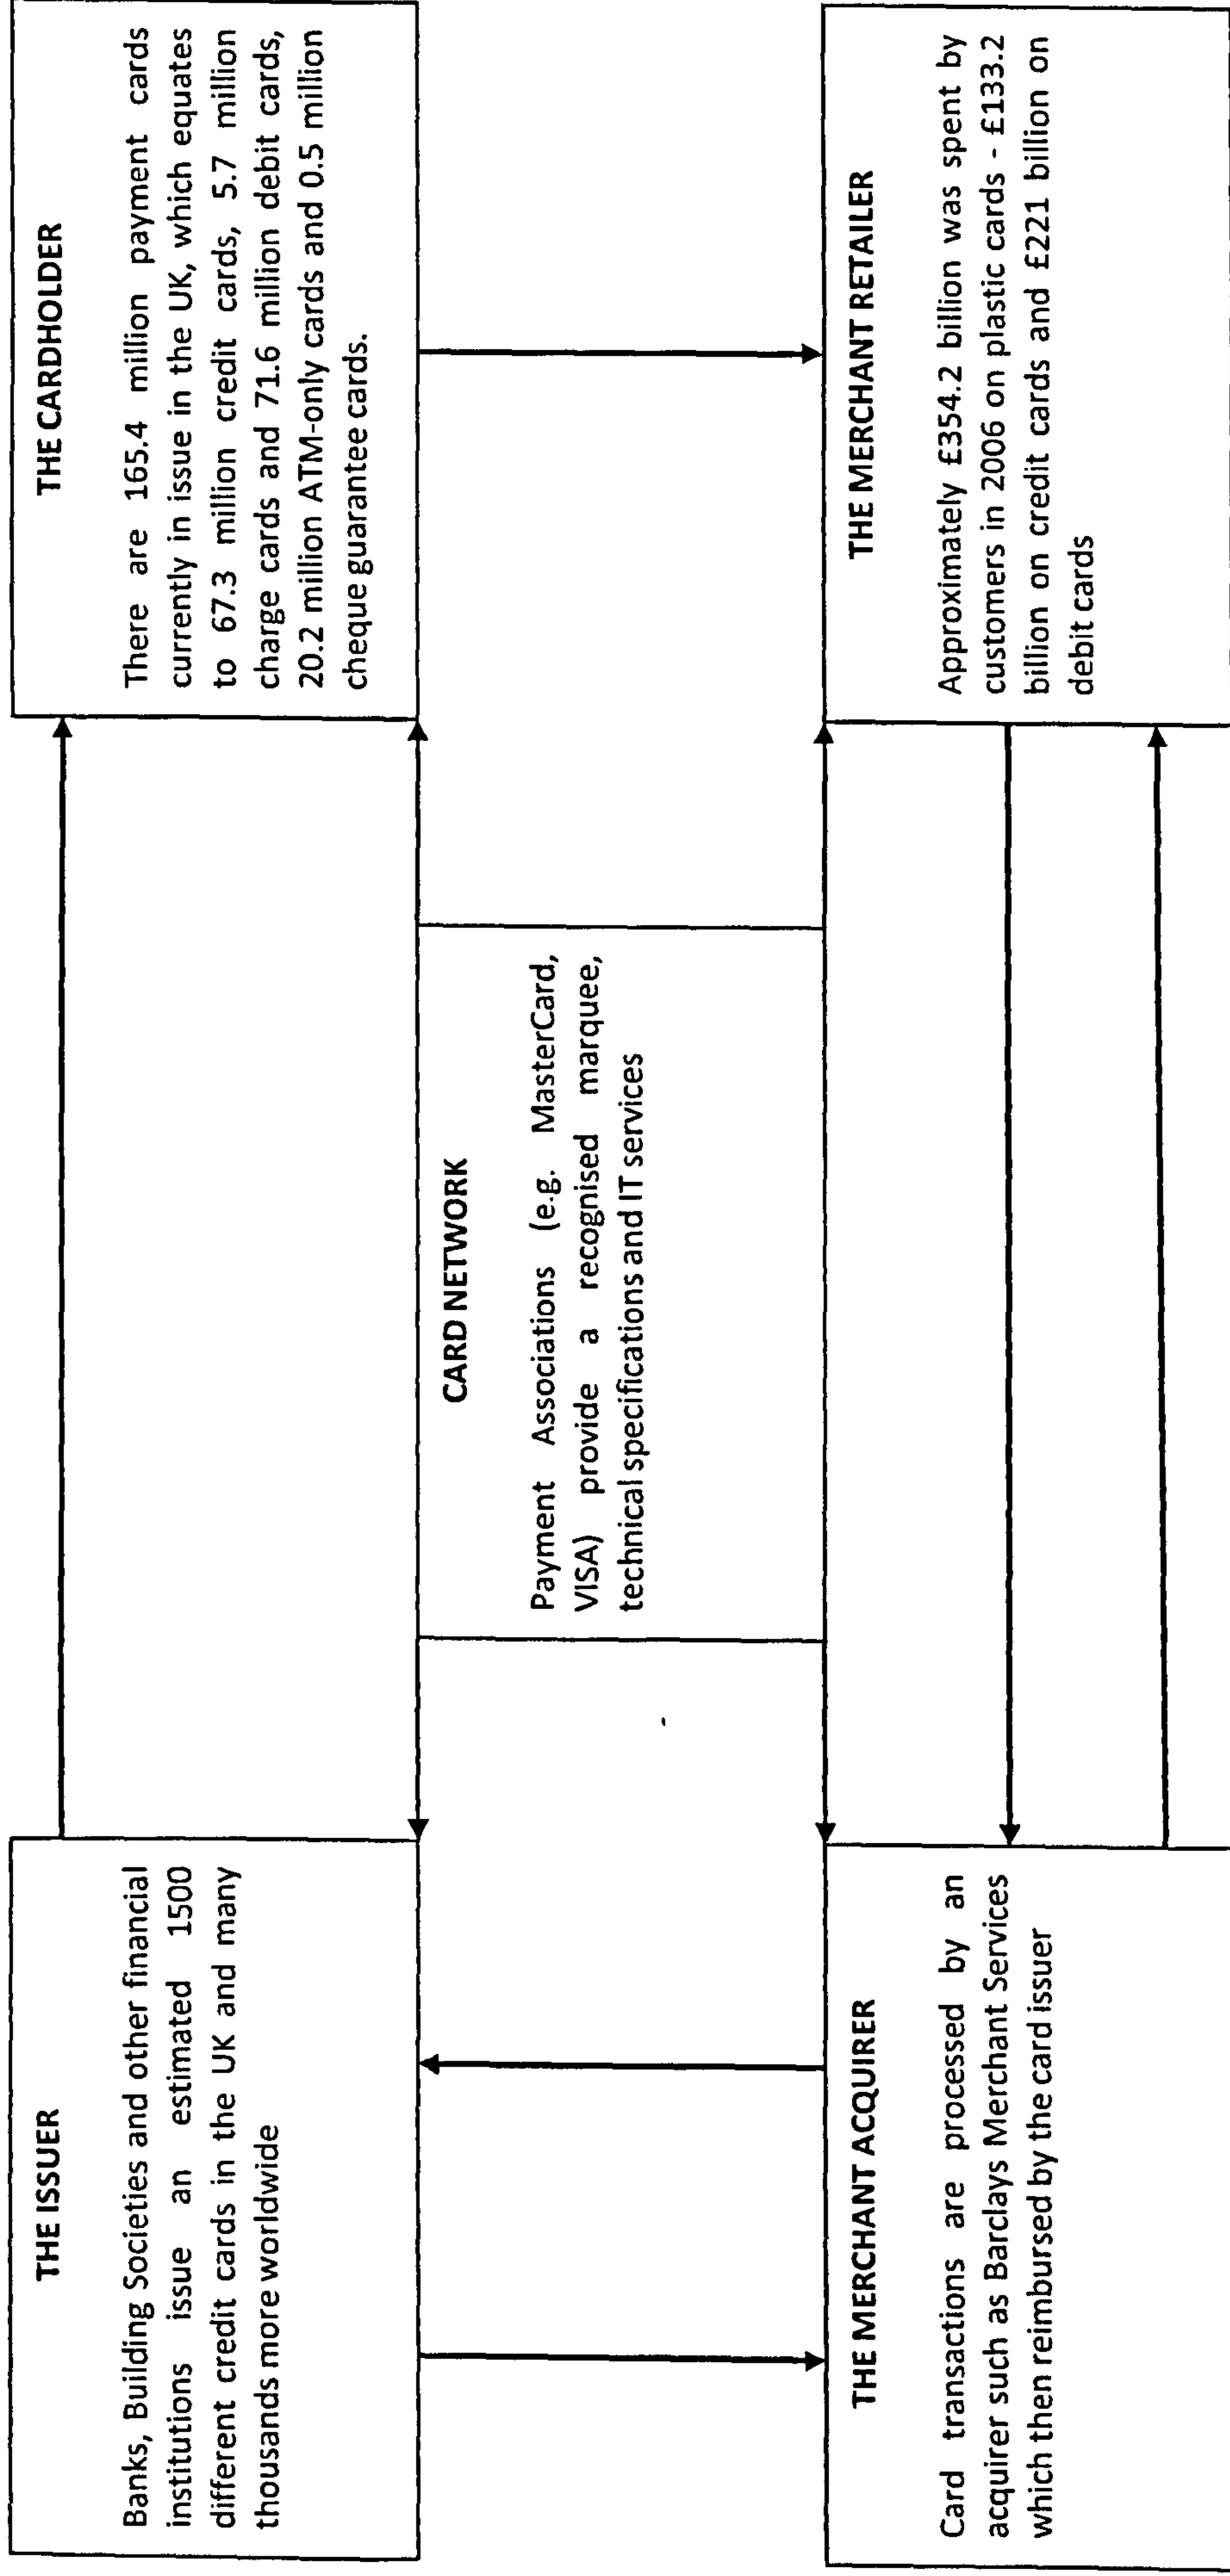 THE ISSUER
Banks, Building Societies and other financial
institutions issue an estimated 1500
different credit cards in the UK and many
thousands more worldwide
THE CARDHOLDER
There are 165.4 million payment cards
currently in issue in the UK, which equates
to 67.3 million credit cards, 5.7 million
charge cards and 71.6 million debit cards,
20.2 million ATM-only cards and 0.5 million
cheque guarantee cards.
CARD NETWORK
Payment Associations (e.g. MasterCard,
VISA) provide a recognised marquee,
technical specifications and IT services
THE MERCHANT ACQUIRER
Card transactions are processed by an
acquirer such as Barclays Merchant Services
which then reimbursed by the card issuer
THE MERCHANT RETAILER
Approximately £354.2 billion was spent by
customers in 2006 on plastic cards - £133.2
billion on credit cards and £221 billion on
debit cards